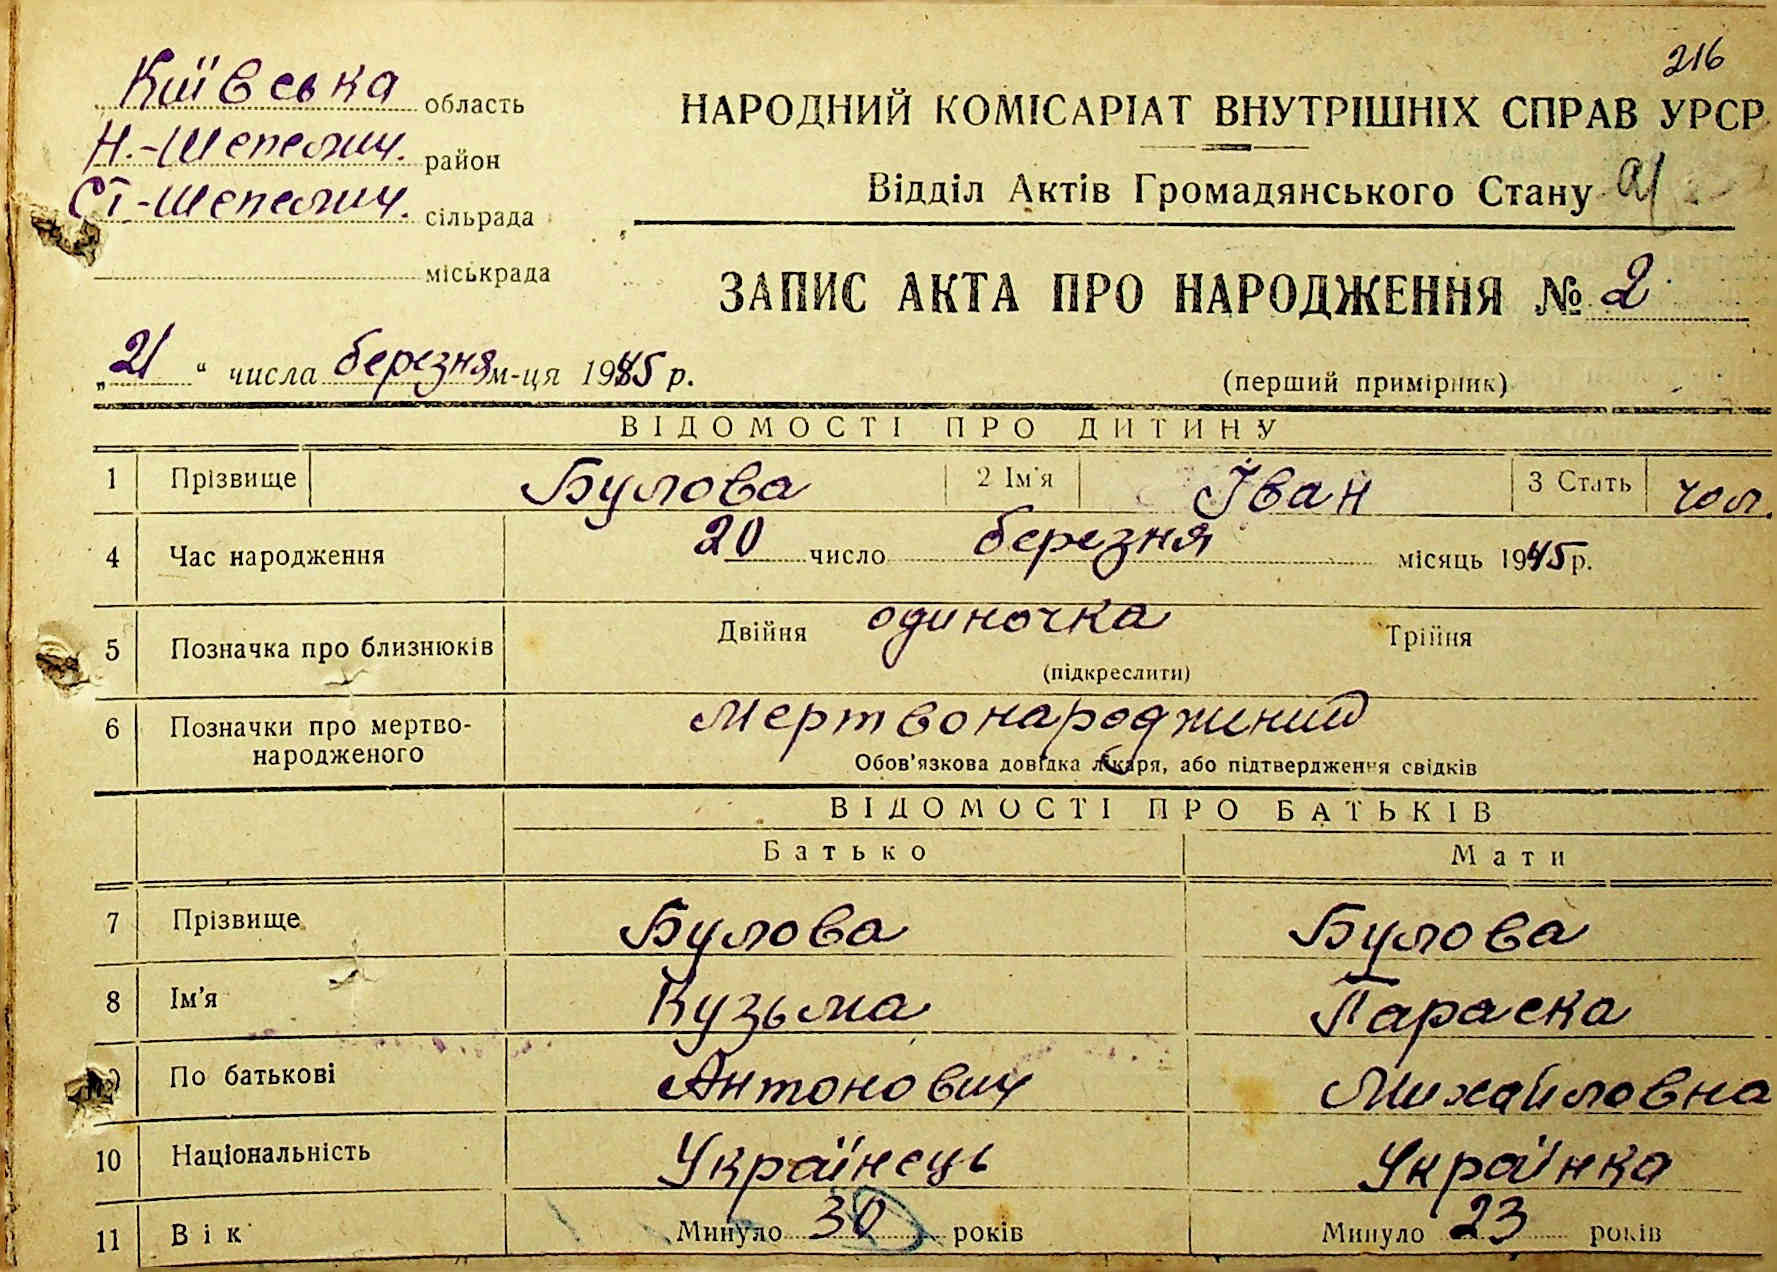 216
Київська область
Н.-Шепелич. район
Ст-Шепелич. сільрада
міськрада
НАРОДНИЙ КОМІСАРІАТ ВНУТРІШНІХ СПРАВ УРСР
Відділ Актів Громадянського Стану
ЗАПИС АКТА ПРО НАРОДЖЕННЯ № 2
„21“ числа березня м-ця 1945 р.
(перший примірник)
ВІДОМОСТІ ПРО ДИТИНУ
1 Прізвище Булова 2 Ім'я Іван 3 Стать чол.
4 Час народження 20 число березня місяць 1945 р.
5 Позначка про близнюків Двійня одиночка Трійня
(підкреслити)
6 Позначки про мертво-
народженого
Мертвонароджиний
Обов'язкова довідка лікаря, або підтвердження свідків
ВІДОМОСТІ ПРО БАТЬКІВ
Батько Мати
7 Прізвище Булова Булова
8 Ім'я Кузьма Параска
9 По батькові Антонович Михайловна
10 Національність Українець Українка
11 Вік Минуло 30 років Минуло 23 років